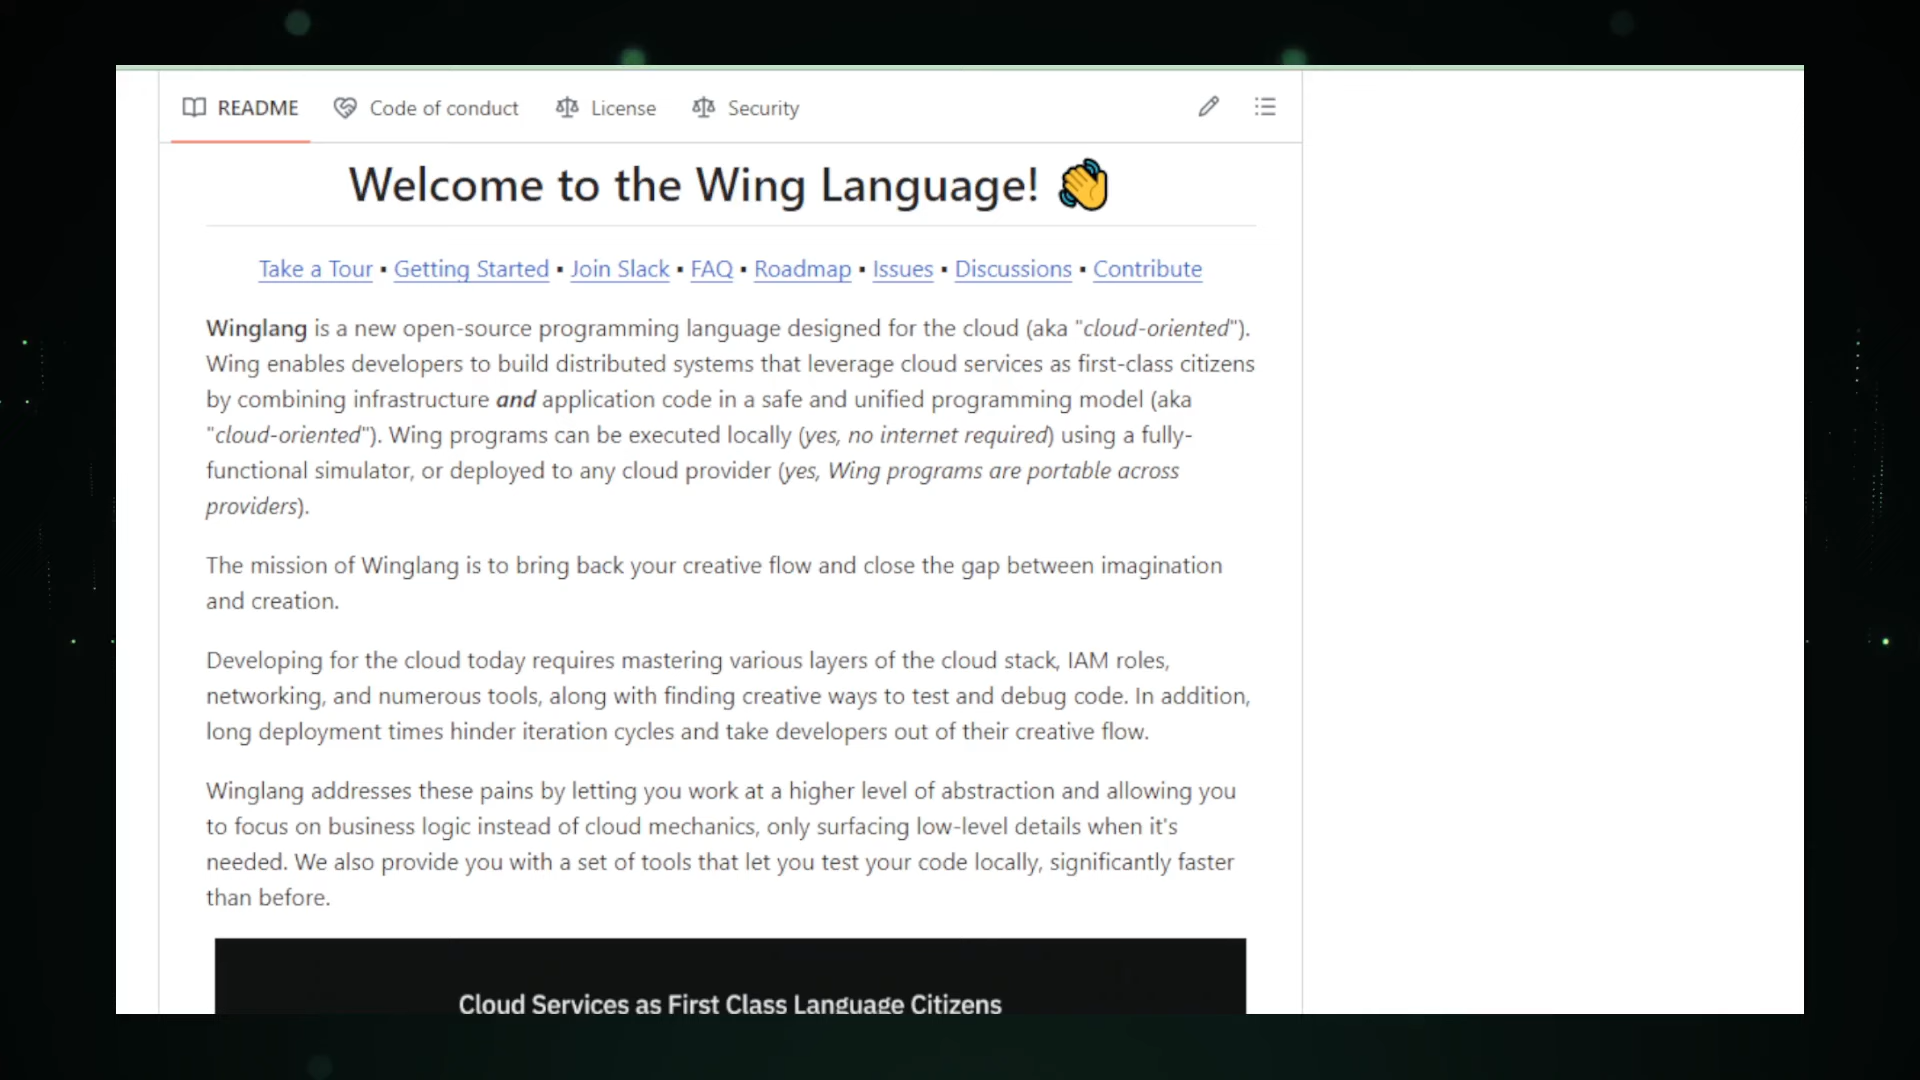 README Code of conduct License Security
Welcome to the Wing Language! 👋
Take a Tour ▪ Getting Started ▪ Join Slack ▪ FAQ ▪ Roadmap ▪ Issues ▪ Discussions ▪ Contribute
Winglang is a new open-source programming language designed for the cloud (aka "cloud-oriented").
Wing enables developers to build distributed systems that leverage cloud services as first-class citizens
by combining infrastructure and application code in a safe and unified programming model (aka
"cloud-oriented"). Wing programs can be executed locally (yes, no internet required) using a fully-
functional simulator, or deployed to any cloud provider (yes, Wing programs are portable across
providers).
The mission of Winglang is to bring back your creative flow and close the gap between imagination
and creation.
Developing for the cloud today requires mastering various layers of the cloud stack, IAM roles,
networking, and numerous tools, along with finding creative ways to test and debug code. In addition,
long deployment times hinder iteration cycles and take developers out of their creative flow.
Winglang addresses these pains by letting you work at a higher level of abstraction and allowing you
to focus on business logic instead of cloud mechanics, only surfacing low-level details when it's
needed. We also provide you with a set of tools that let you test your code locally, significantly faster
than before.
Cloud Services as First Class Language Citizens